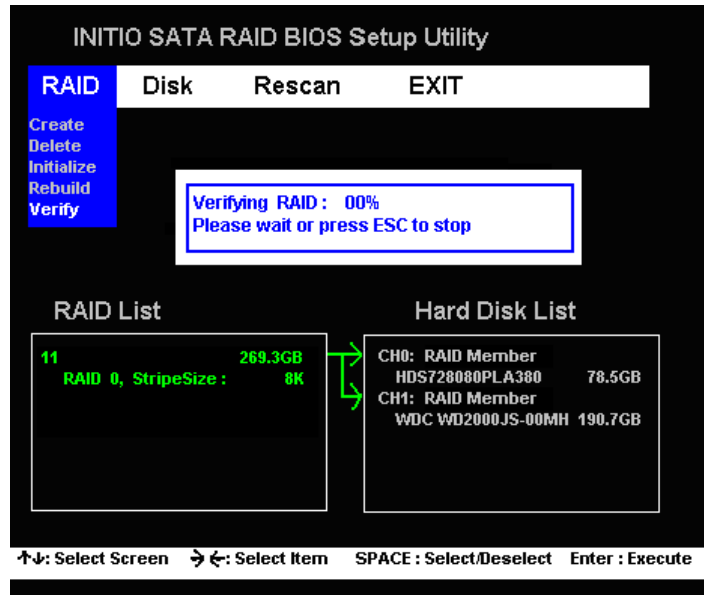 INITIO SATA RAID BIOS Setup Utility
RAID Disk Rescan EXIT
Create
Delete
Initialize
Rebuild
Verify
Verifying RAID : 00%
Please wait or press ESC to stop
RAID List
11 269.3GB
RAID 0, StripeSize : 8K
Hard Disk List
CH0: RAID Member
HDS728080PLA380 78.5GB
CH1: RAID Member
WDC WD2000JS-00MH 190.7GB
↑↓: Select Screen →←: Select Item SPACE : Select/Deselect Enter : Execute